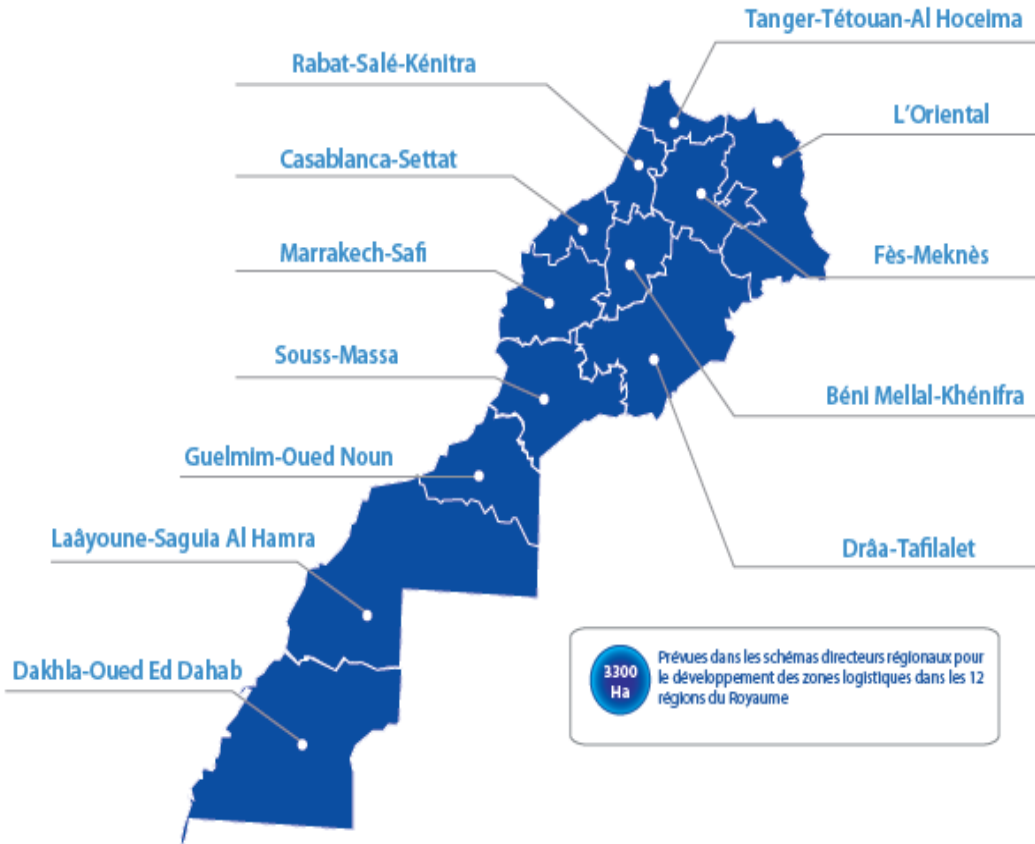 Tanger-Tétouan-Al Hoceima
Rabat-Salé-Kénitra
L'Oriental
Casablanca-Settat
Marrakech-Safi
Fès-Meknès
Souss-Massa
Béni Mellal-Khénifra
Guelmim-Oued Noun
Laâyoune-Saguia Al Hamra
Drâa-Tafilalet
Dakhla-Oued Ed Dahab
3300
Ha
Prévues dans les schémas directeurs régionaux pour
le développement des zones logistiques dans les 12
régions du Royaume